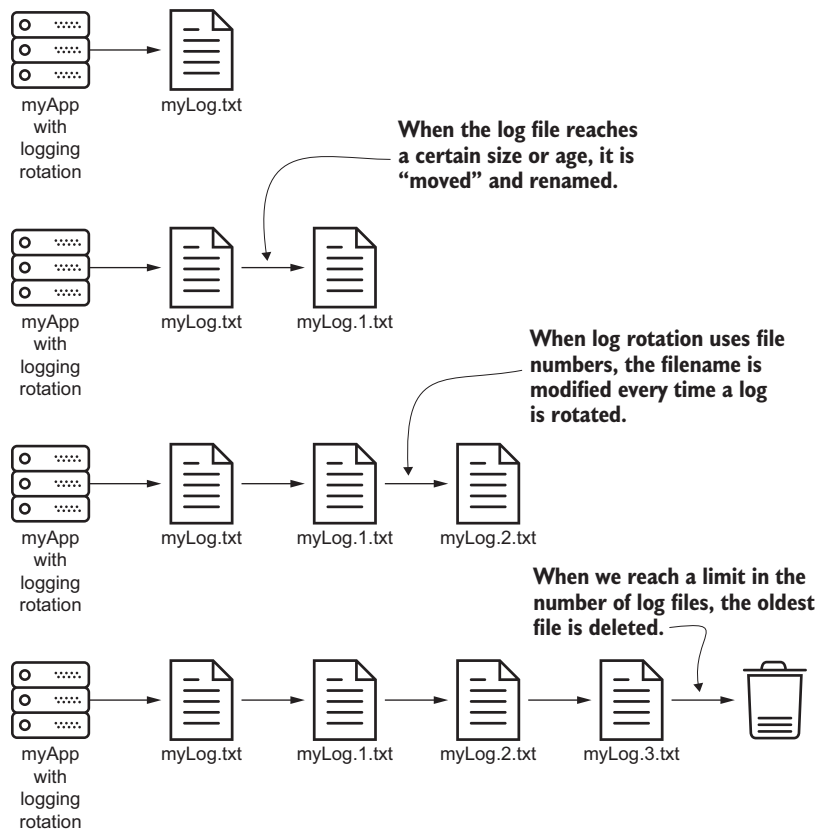 myApp
with
logging
rotation
myLog.txt
When the log file reaches
a certain size or age, it is
“moved” and renamed.
myApp
with
logging
rotation
myLog.txt
myLog.1.txt
When log rotation uses file
numbers, the filename is
modified every time a log
is rotated.
myApp
with
logging
rotation
myLog.txt
myLog.1.txt
myLog.2.txt
When we reach a limit in the
number of log files, the oldest
file is deleted.
myApp
with
logging
rotation
myLog.txt
myLog.1.txt
myLog.2.txt
myLog.3.txt